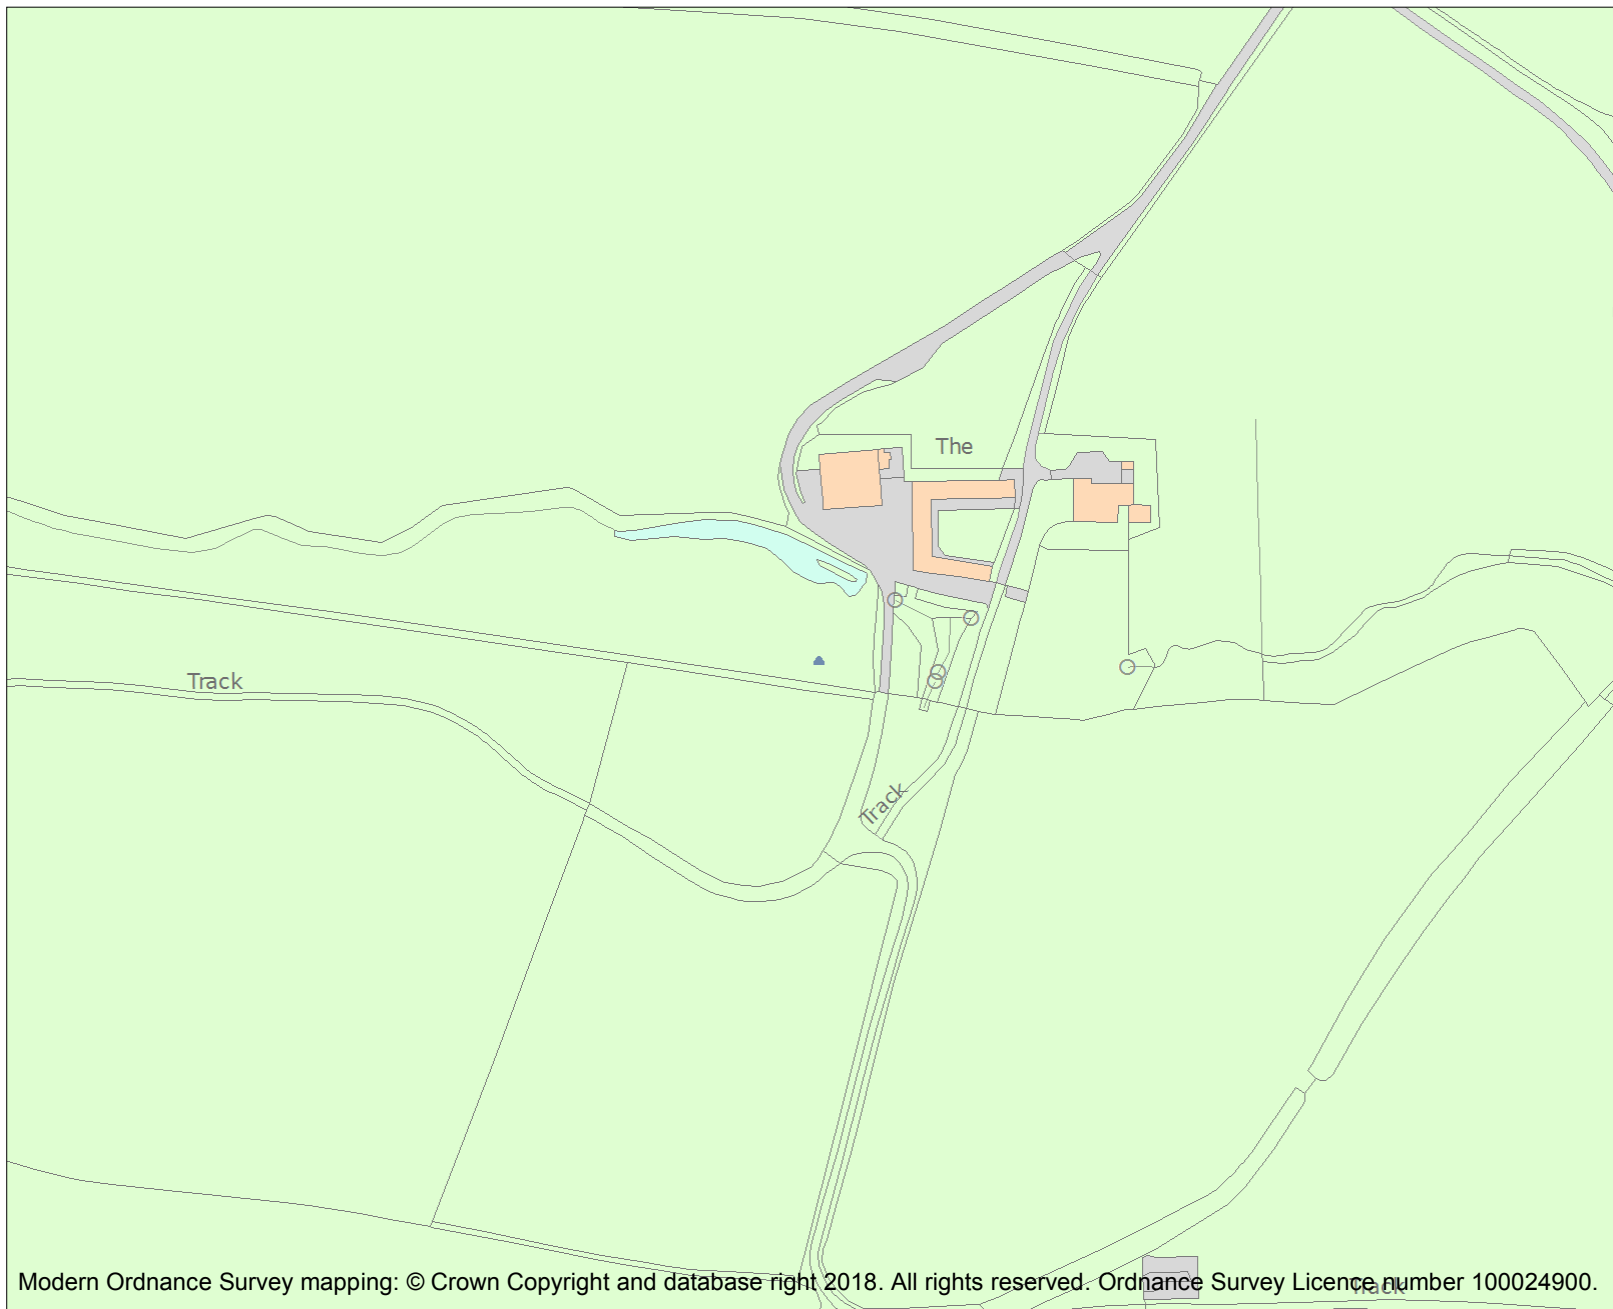 The
Track
Track
Track
Modern Ordnance Survey mapping: © Crown Copyright and database right 2018. All rights reserved. Ordnance Survey Licence number 100024900.